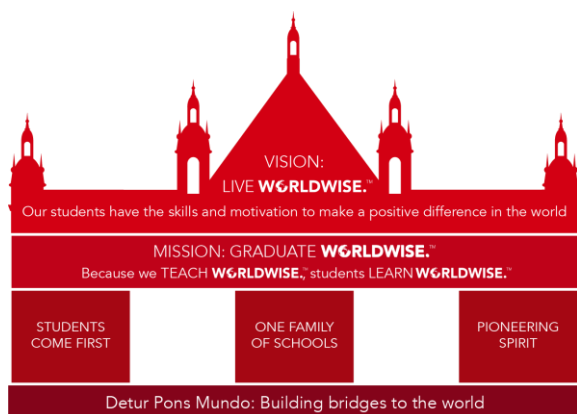 VISION:
LIVE WORLDWISE.™
Our students have the skills and motivation to make a positive difference in the world
MISSION: GRADUATE WORLDWISE.™
Because we TEACH WORLDWISE.™, students LEARN WORLDWISE.™
STUDENTS
COME FIRST
ONE FAMILY
OF SCHOOLS
PIONEERING
SPIRIT
Detur Pons Mundo: Building bridges to the world